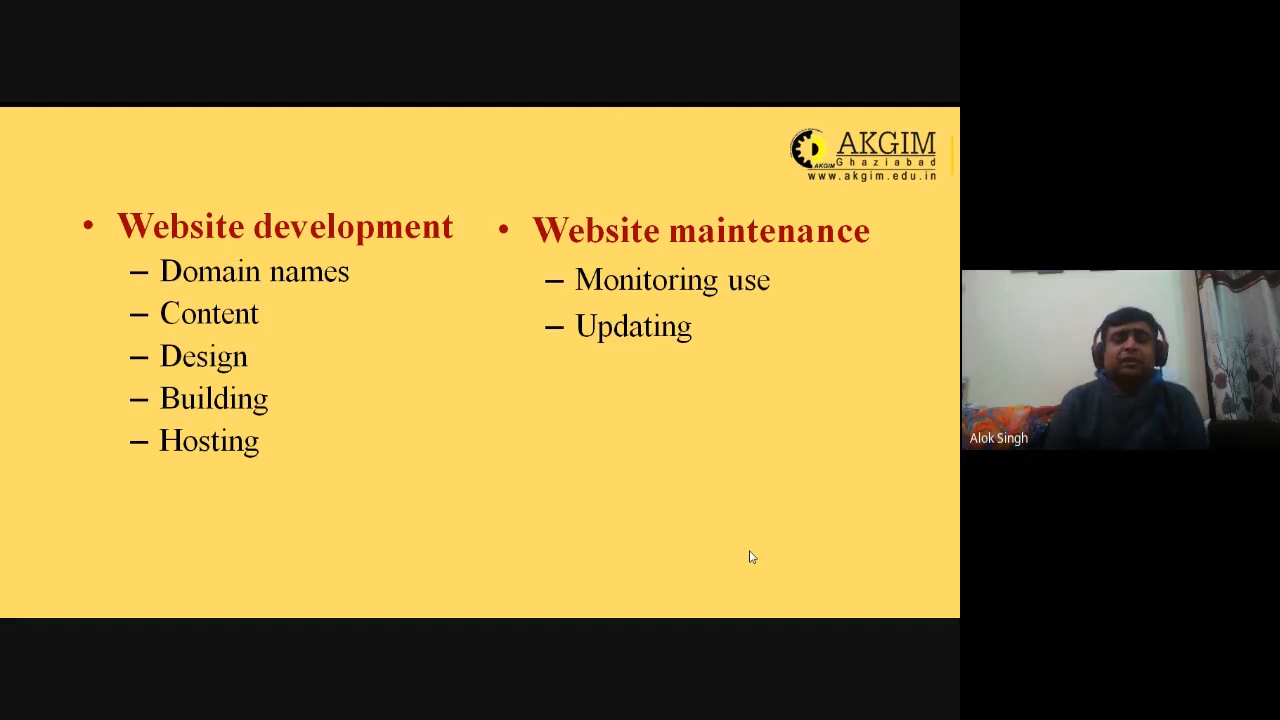 AKGIM
Ghaziabad
AKGIM
www.akgim.edu.in
• Website development
– Domain names
– Content
– Design
– Building
– Hosting
• Website maintenance
– Monitoring use
– Updating
Alok Singh